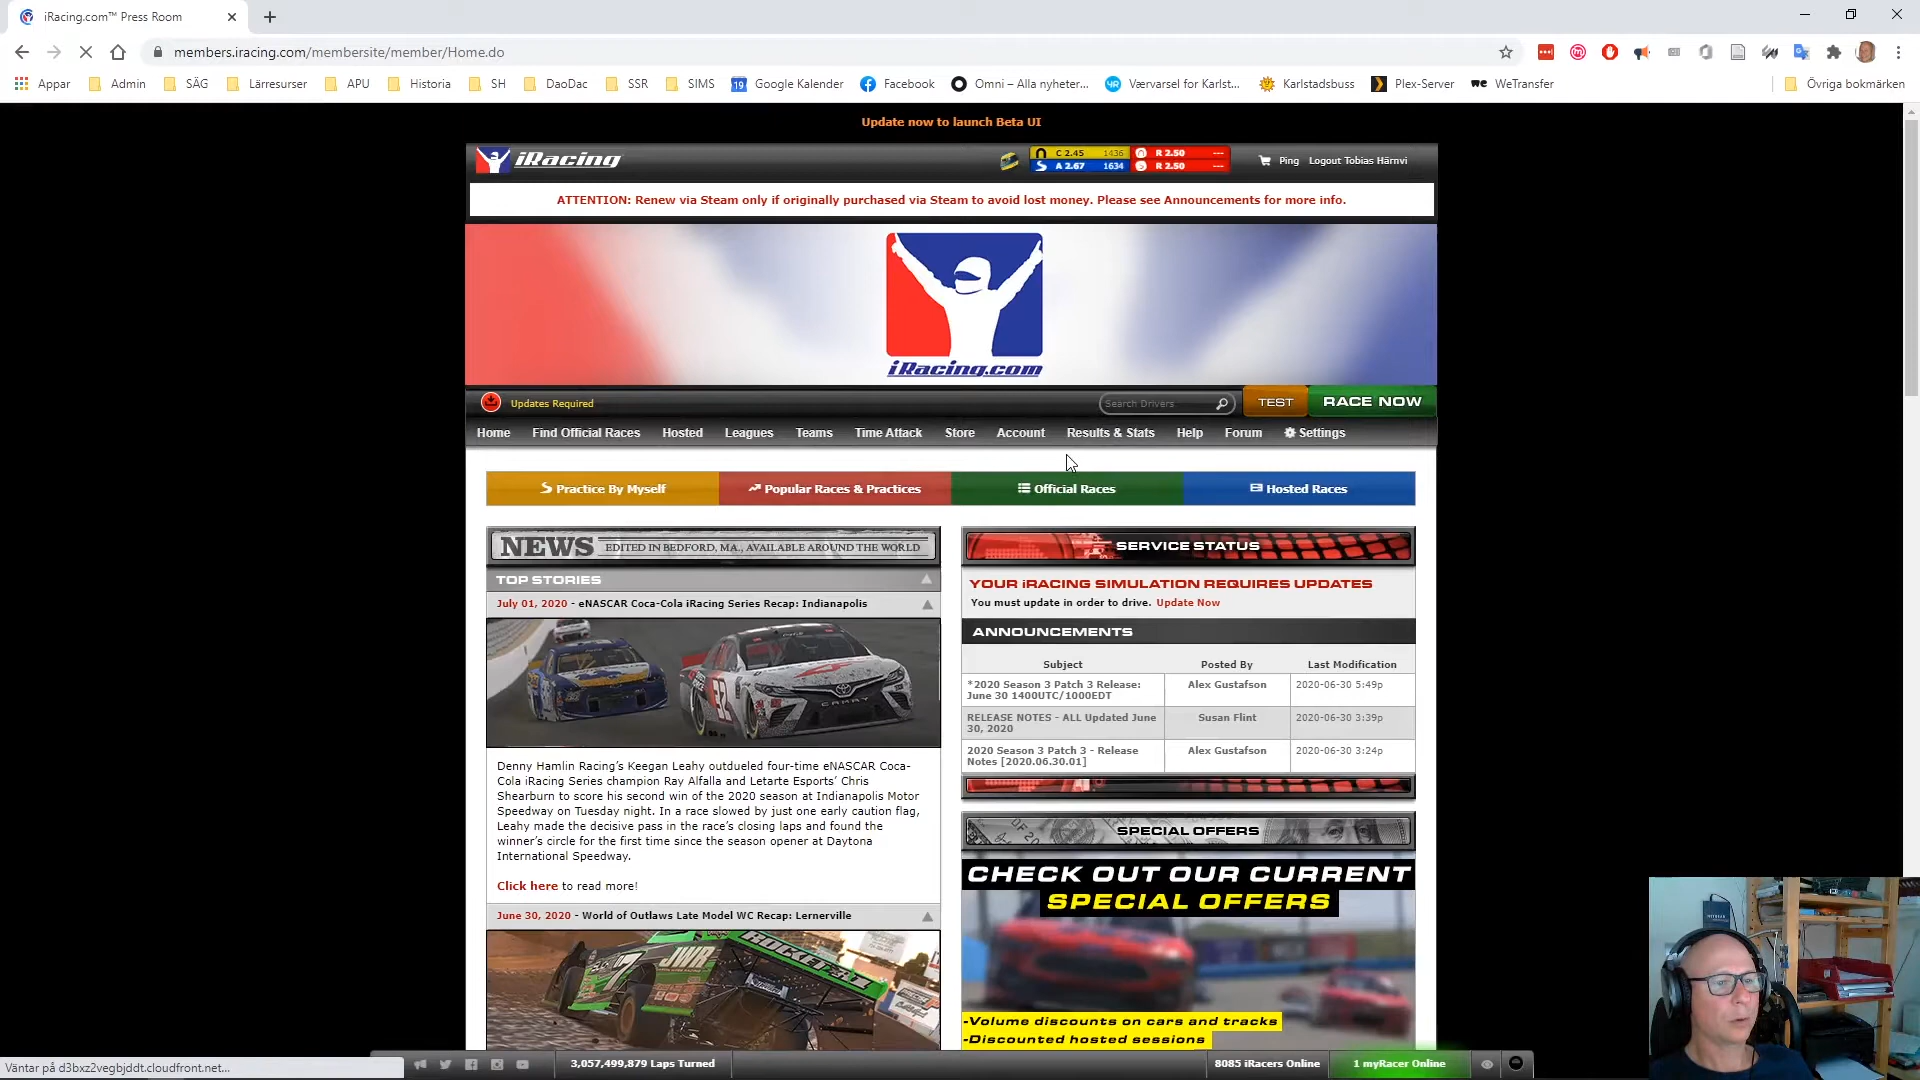 iRacing.com™ Press Room
members.iracing.com/membersite/member/Home.do
Appar
Admin
SÄG
Lärresurser
APU
Historia
SH
DaoDac
SSR
SIMS
19
Google Kalender
Facebook
Omni – Alla nyheter...
YR
Værvarsel for Karlst...
Karlstadsbuss
Plex-Server
we
WeTransfer
Övriga bokmärken
Update now to launch Beta UI
iRacing
C 2.45 1436
R 2.50 ---
A 2.67 1634
R 2.50 ---
Ping
Logout Tobias Härnvi
ATTENTION: Renew via Steam only if originally purchased via Steam to avoid lost money. Please see Announcements for more info.
iRacing.com
Updates Required
Search Drivers
TEST
RACE NOW
Home
Find Official Races
Hosted
Leagues
Teams
Time Attack
Store
Account
Results & Stats
Help
Forum
Settings
Practice By Myself
Popular Races & Practices
Official Races
Hosted Races
NEWS EDITED IN BEDFORD, MA., AVAILABLE AROUND THE WORLD
TOP STORIES
July 01, 2020 - eNASCAR Coca-Cola iRacing Series Recap: Indianapolis
CAMRY
Denny Hamlin Racing's Keegan Leahy outdueled four-time eNASCAR Coca-
Cola iRacing Series champion Ray Alfalla and Letarte Esports' Chris
Shearburn to score his second win of the 2020 season at Indianapolis Motor
Speedway on Tuesday night. In a race slowed by just one early caution flag,
Leahy made the decisive pass in the race's closing laps and found the
winner's circle for the first time since the season opener at Daytona
International Speedway.
Click here to read more!
June 30, 2020 - World of Outlaws Late Model WC Recap: Lernerville
ROCKET
7
JWR
SERVICE STATUS
YOUR iRACING SIMULATION REQUIRES UPDATES
You must update in order to drive. Update Now
ANNOUNCEMENTS
Subject
Posted By
Last Modification
*2020 Season 3 Patch 3 Release:
June 30 1400UTC/1000EDT
Alex Gustafson
2020-06-30 5:49p
RELEASE NOTES - ALL Updated June
30, 2020
Susan Flint
2020-06-30 3:39p
2020 Season 3 Patch 3 - Release
Notes [2020.06.30.01]
Alex Gustafson
2020-06-30 3:24p
SPECIAL OFFERS
CHECK OUT OUR CURRENT
SPECIAL OFFERS
-Volume discounts on cars and tracks
-Discounted hosted sessions
Väntar på d3bxz2vegbjddt.cloudfront.net...
3,057,499,879 Laps Turned
8085 iRacers Online
1 myRacer Online